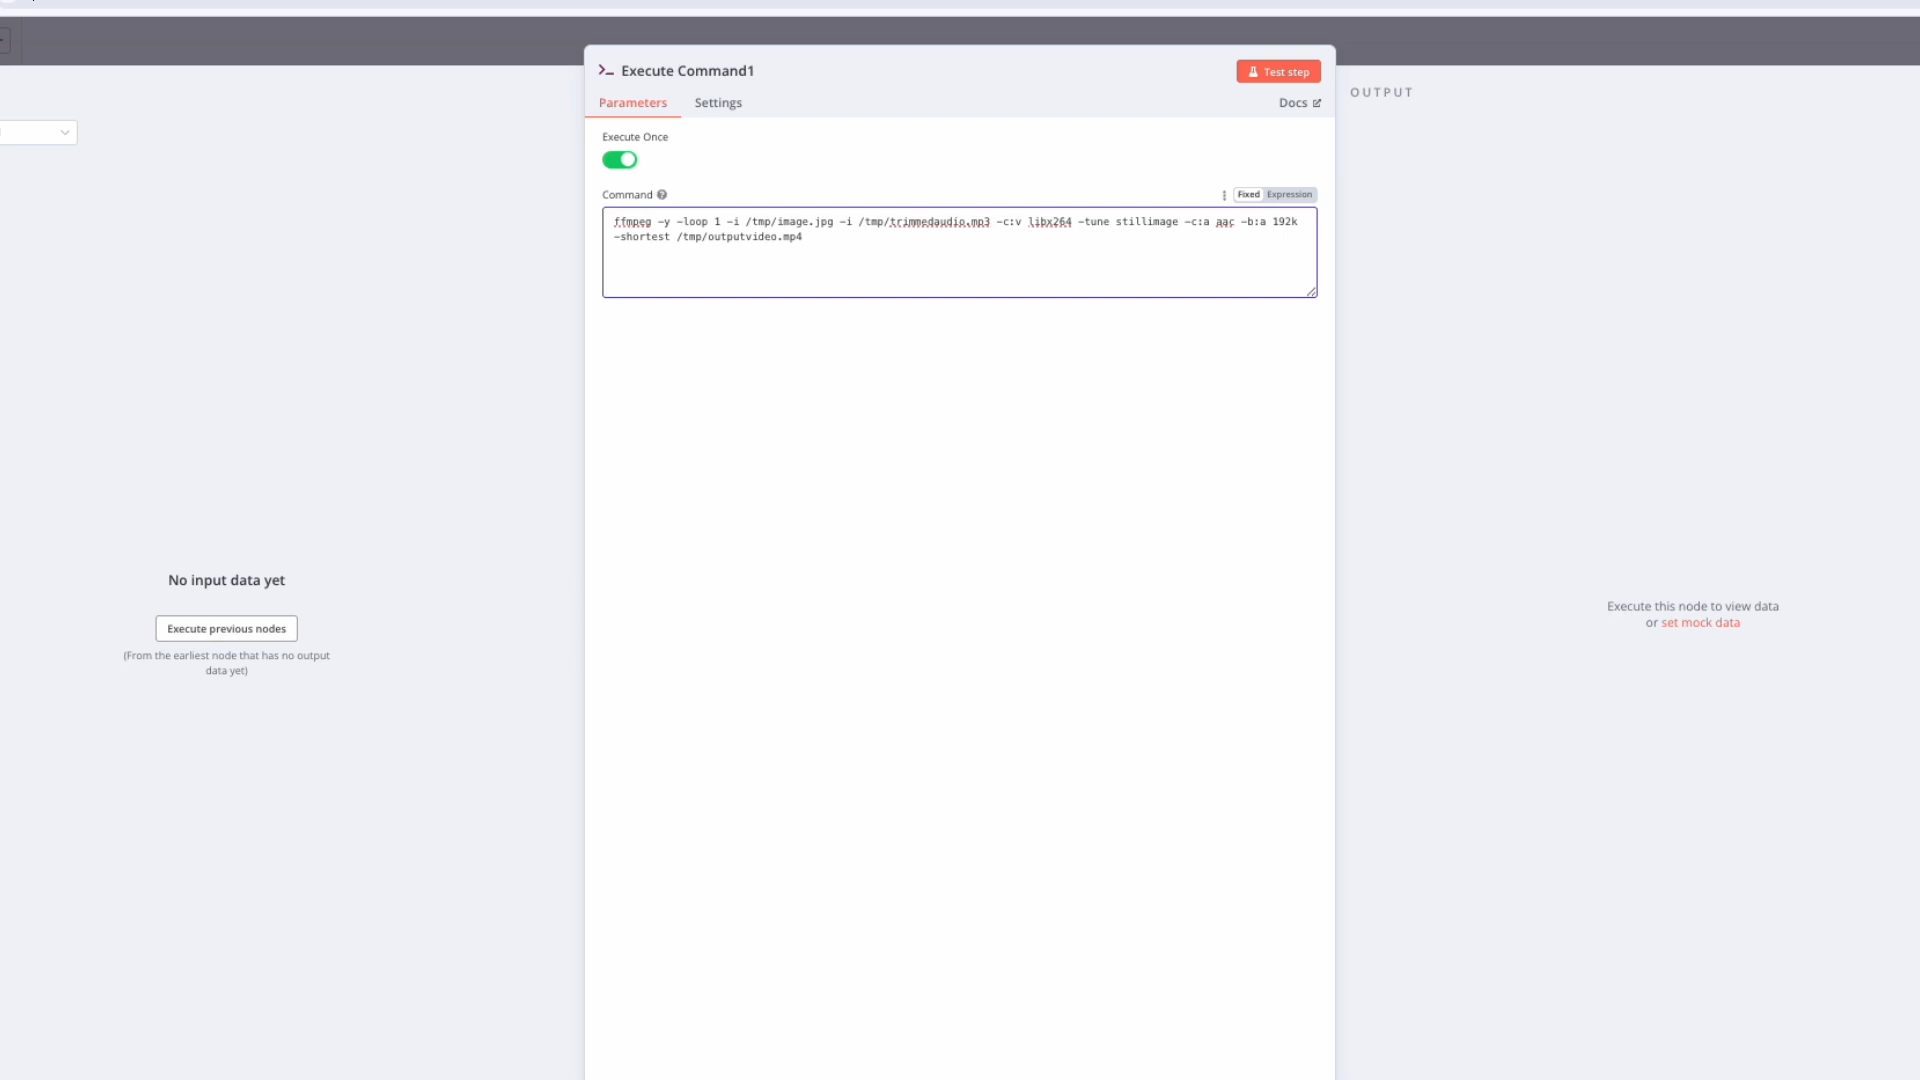 Execute Command1
Test step
Parameters
Settings
Docs
OUTPUT
Execute Once
Command
Fixed
Expression
ffmpeg -y -loop 1 -i /tmp/image.jpg -i /tmp/trimmedaudio.mp3 -c:v libx264 -tune stillimage -c:a aac -b:a 192k
-shortest /tmp/outputvideo.mp4
No input data yet
Execute previous nodes
(From the earliest node that has no output
data yet)
Execute this node to view data
or set mock data